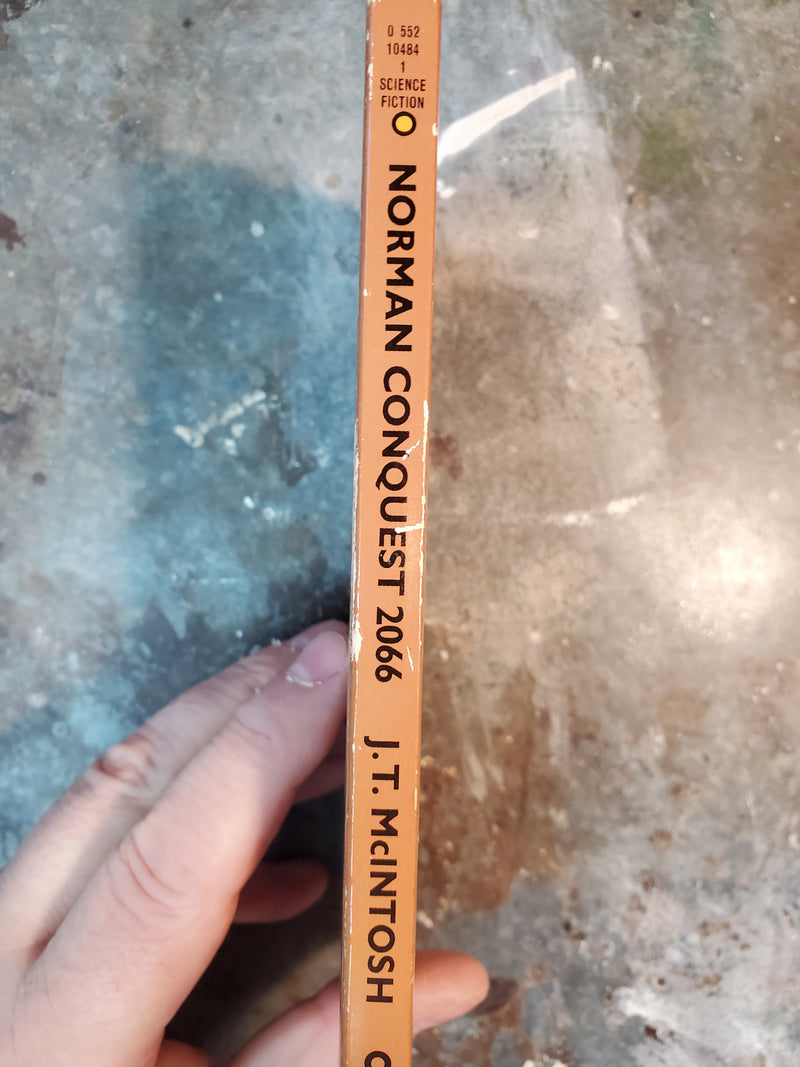 0 552
10484
1
SCIENCE
FICTION
NORMAN CONQUEST 2066
J.T. McINTOSH